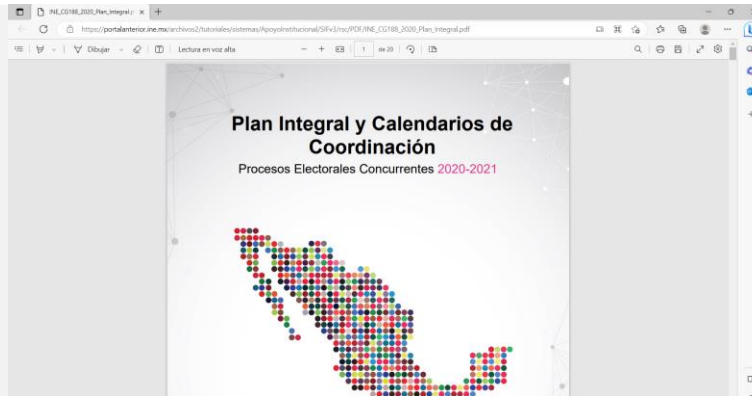 INE_CG188_2020_Plan_Integral.p
https://portalanterior.ine.mx/archivos2/tutoriales/sistemas/ApoyoInstitucional/SIFv3/rsc/PDF/INE_CG188_2020_Plan_Integral.pdf
Dibujar
Lectura en voz alta
1 de 20
Plan Integral y Calendarios de
Coordinación
Procesos Electorales Concurrentes 2020-2021